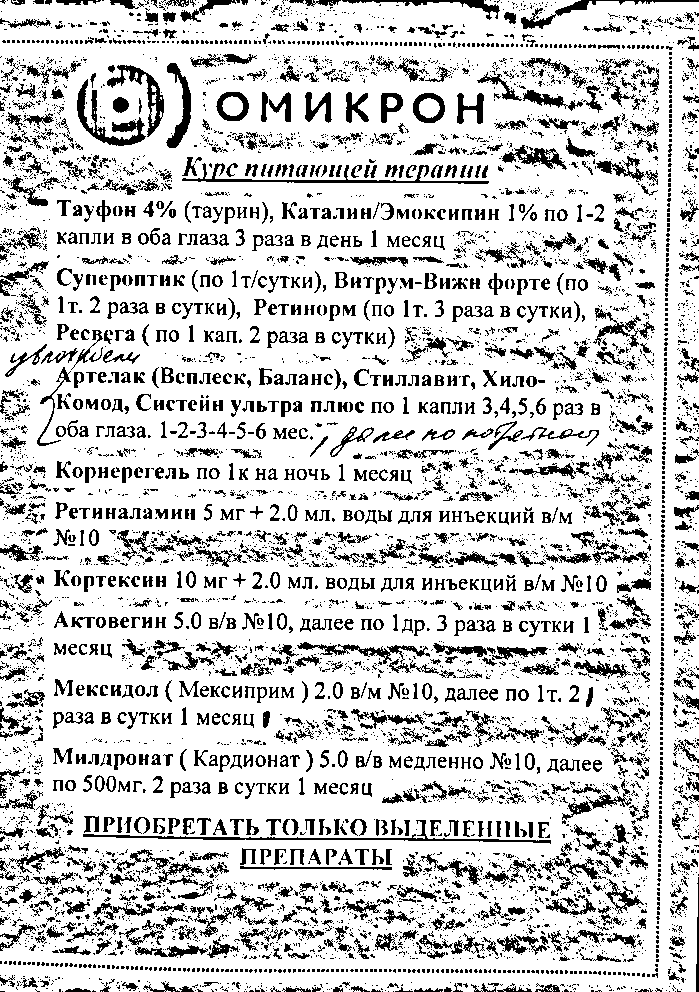 ОМИКРОН
Курс питающей терапии
Тауфон 4% (таурин), Каталин/Эмоксипин 1% по 1-2
капли в оба глаза 3 раза в день 1 месяц
Супероптик (по 1т/сутки), Витрум-Вижн форте (по
1т. 2 раза в сутки), Ретинорм (по 1т. 3 раза в сутки),
Ресвега ( по 1 кап. 2 раза в сутки)
Артелак (Всплеск, Баланс), Стиллавит, Хило-
Комод, Систейн ультра плюс по 1 капли 3,4,5,6 раз в
оба глаза. 1-2-3-4-5-6 мес. далее по
Корнерегель по 1к на ночь 1 месяц
Ретиналамин 5 мг + 2.0 мл. воды для инъекций в/м
№10
Кортексин 10 мг + 2.0 мл. воды для инъекций в/м №10
Актовегин 5.0 в/в №10, далее по 1др. 3 раза в сутки 1
месяц
Мексидол ( Мексиприм ) 2.0 в/м №10, далее по 1т. 2
раза в сутки 1 месяц
Милдронат ( Кардионат ) 5.0 в/в медленно №10, далее
по 500мг. 2 раза в сутки 1 месяц
ПРИОБРЕТАТЬ ТОЛЬКО ВЫДЕЛЕННЫЕ
ПРЕПАРАТЫ